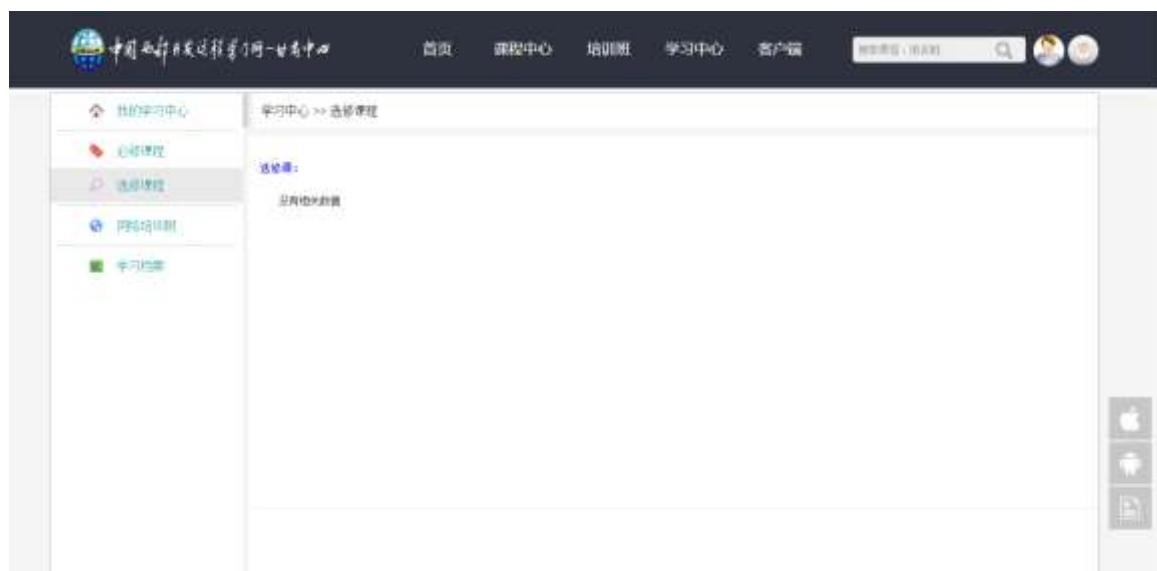 中国西部开发远程学习网-甘肃中心
首页 课程中心 培训班 学习中心 客户端
我的学习中心
必修课程
选修课程
网络培训班
学习档案
学习中心 >> 选修课程
选修课:
没有相关数据